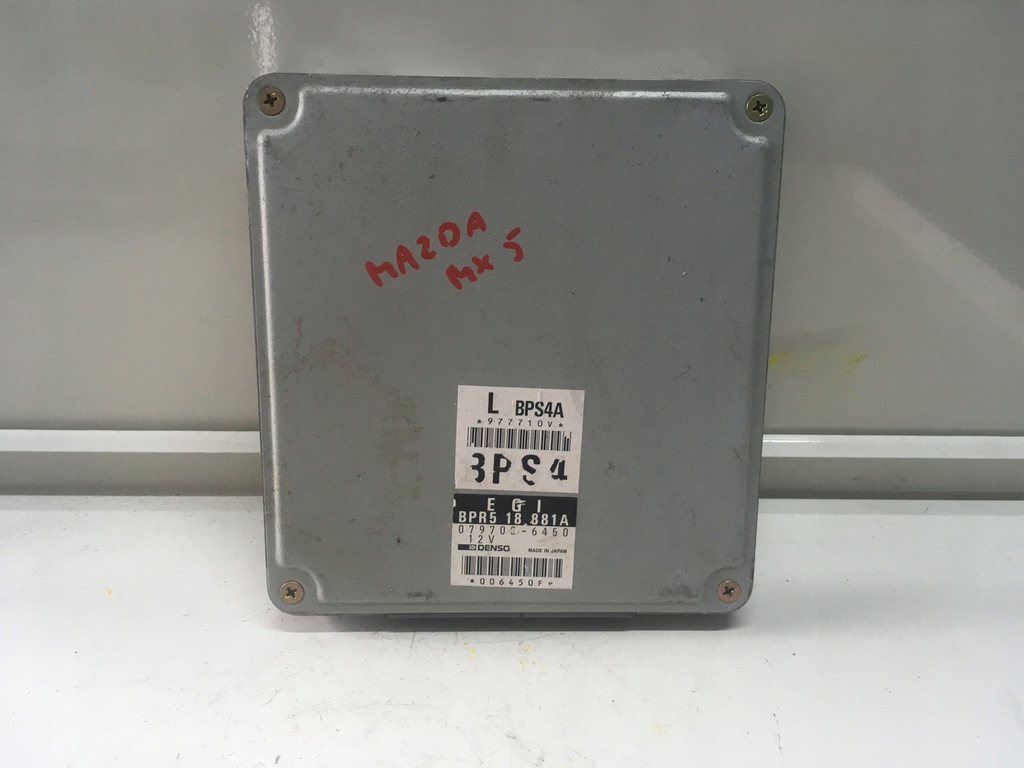 MAZDA
MX 5
L BPS4A
*977710V*
BPS4
EGI
BPR5 18 881A
079700-6450
12V
DENSO MADE IN JAPAN
*006450F*